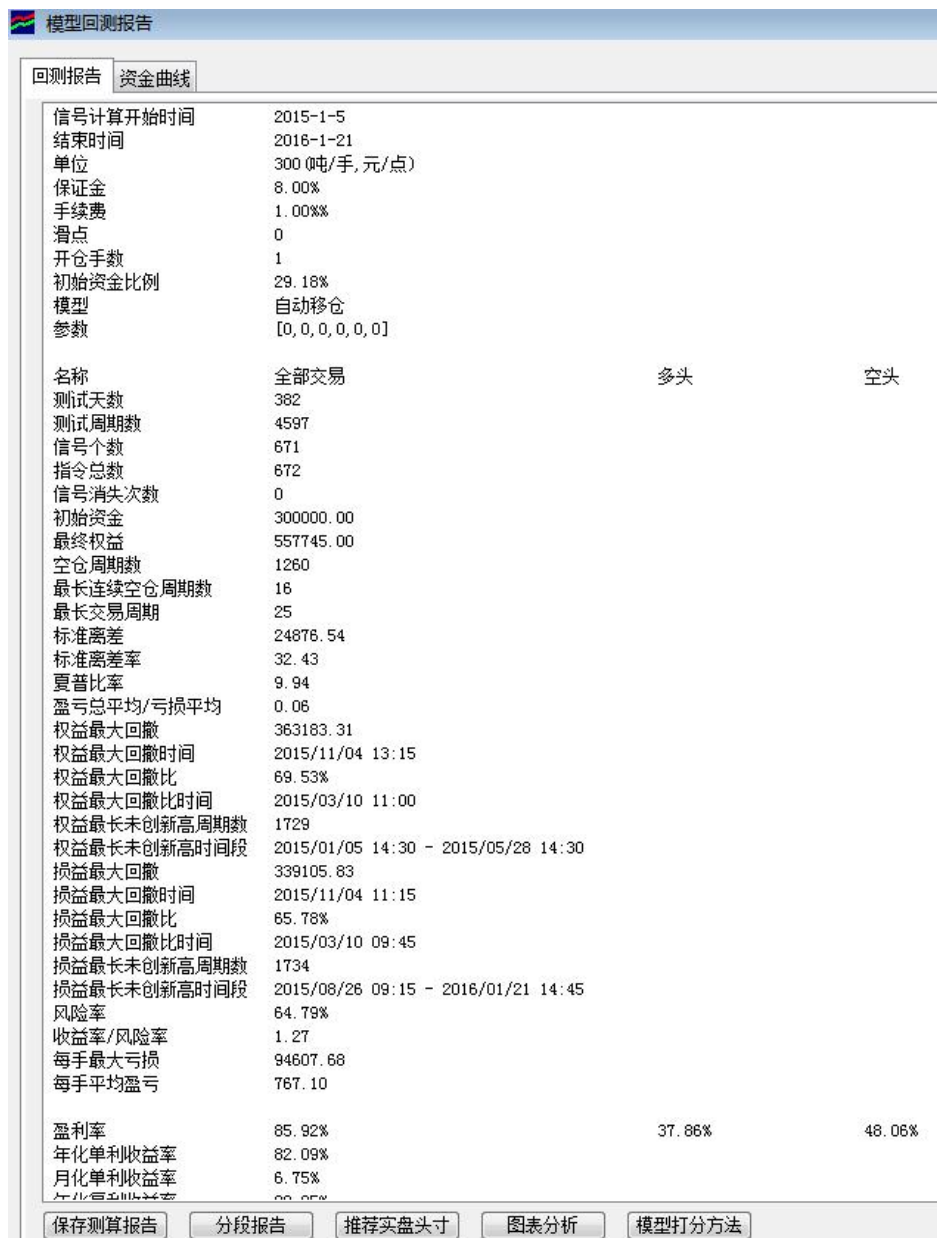 模型回测报告
回测报告 资金曲线
信号计算开始时间 2015-1-5
结束时间 2016-1-21
单位 300(吨/手,元/点)
保证金 8.00%
手续费 1.00%%
滑点 0
开仓手数 1
初始资金比例 29.18%
模型 自动移仓
参数 [0,0,0,0,0,0]
名称 全部交易 多头 空头
测试天数 382
测试周期数 4597
信号个数 671
指令总数 672
信号消失次数 0
初始资金 300000.00
最终权益 557745.00
空仓周期数 1260
最长连续空仓周期数 16
最长交易周期 25
标准离差 24876.54
标准离差率 32.43
夏普比率 9.94
盈亏总平均/亏损平均 0.06
权益最大回撤 363183.31
权益最大回撤时间 2015/11/04 13:15
权益最大回撤比 69.53%
权益最大回撤比时间 2015/03/10 11:00
权益最长未创新高周期数 1729
权益最长未创新高时间段 2015/01/05 14:30 - 2015/05/28 14:30
损益最大回撤 339105.83
损益最大回撤时间 2015/11/04 11:15
损益最大回撤比 65.78%
损益最大回撤比时间 2015/03/10 09:45
损益最长未创新高周期数 1734
损益最长未创新高时间段 2015/08/26 09:15 - 2016/01/21 14:45
风险率 64.79%
收益率/风险率 1.27
每手最大亏损 94607.68
每手平均盈亏 767.10
盈利率 85.92% 37.86% 48.06%
年化单利收益率 82.09%
月化单利收益率 6.75%
保存测算报告 分段报告 推荐实盘头寸 图表分析 模型打分方法